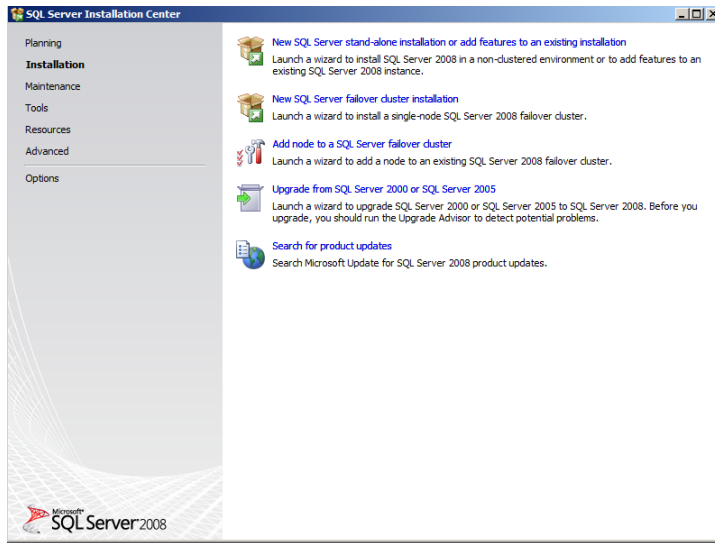 SQL Server Installation Center
Planning
Installation
Maintenance
Tools
Resources
Advanced
Options
New SQL Server stand-alone installation or add features to an existing installation
Launch a wizard to install SQL Server 2008 in a non-clustered environment or to add features to an
existing SQL Server 2008 instance.
New SQL Server failover cluster installation
Launch a wizard to install a single-node SQL Server 2008 failover cluster.
Add node to a SQL Server failover cluster
Launch a wizard to add a node to an existing SQL Server 2008 failover cluster.
Upgrade from SQL Server 2000 or SQL Server 2005
Launch a wizard to upgrade SQL Server 2000 or SQL Server 2005 to SQL Server 2008. Before you
upgrade, you should run the Upgrade Advisor to detect potential problems.
Search for product updates
Search Microsoft Update for SQL Server 2008 product updates.
Microsoft
SQL Server 2008